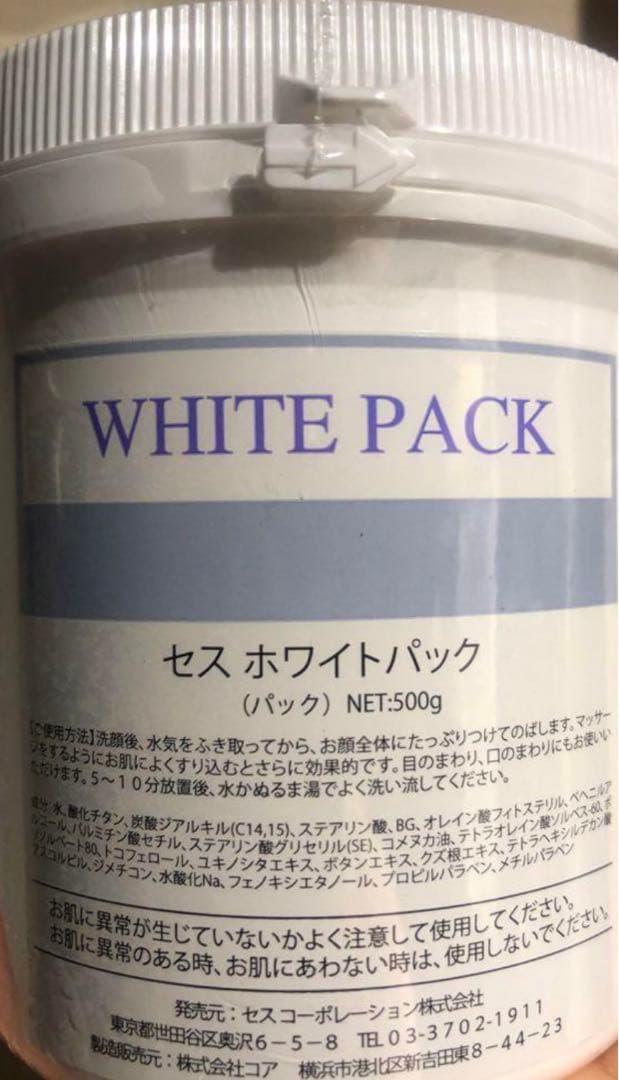 WHITE PACK
セス ホワイトパック
（パック）NET:500g
【ご使用方法】洗顔後、水気をふき取ってから、お顔全体にたっぷりつけてのばします。マッサー
ジをするようにお肌によくすり込むとさらに効果的です。目のまわり、口のまわりにもお使いい
ただけます。5～10分放置後、水かぬるま湯でよく洗い流してください。
成分:水、酸化チタン、炭酸ジアルキル(C14,15)、ステアリン酸、BG、オレイン酸フィトステリル、ベヘニルア
ルコール、パルミチン酸セチル、ステアリン酸グリセリル(SE)、コメヌカ油、テトラオレイン酸ソルベス-60、ポ
リソルベート80、トコフェロール、ユキノシタエキス、ボタンエキス、クズ根エキス、テトラヘキシルデカン酸
アスコルビル、ジメチコン、水酸化Na、フェノキシエタノール、プロピルパラベン、メチルパラベン
お肌に異常が生じていないかよく注意して使用してください。
お肌に異常のある時、お肌にあわない時は、使用しないでください。
発売元：セスコーポレーション株式会社
東京都世田谷区奥沢6－5－8 TEL 03-3702-1911
製造販売元：株式会社コア 横浜市港北区新吉田東8－44－23